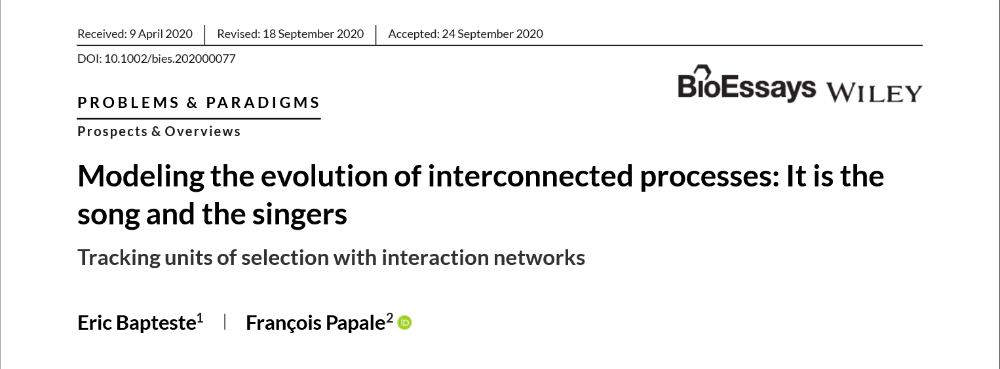 Received: 9 April 2020 | Revised: 18 September 2020 | Accepted: 24 September 2020
DOI: 10.1002/bies.202000077
BioEssays WILEY
PROBLEMS & PARADIGMS
Prospects & Overviews
Modeling the evolution of interconnected processes: It is the
song and the singers
Tracking units of selection with interaction networks
Eric Bapteste1 | François Papale2 iD